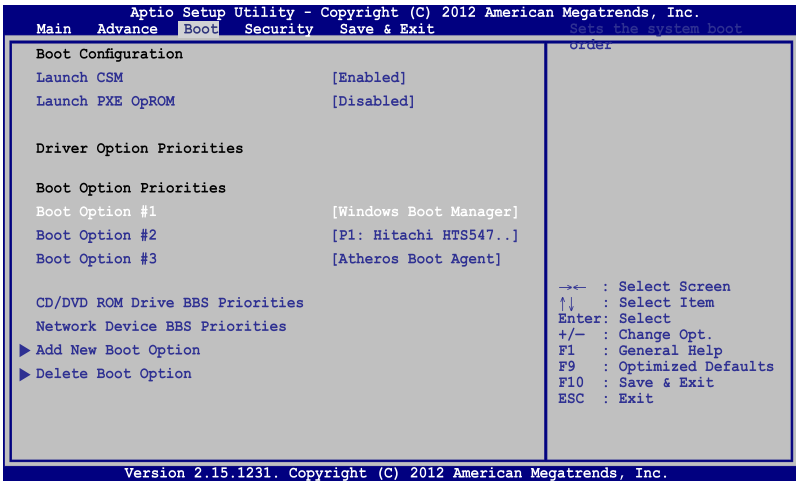 Aptio Setup Utility - Copyright (C) 2012 American Megatrends, Inc.
Main Advance Boot Security Save & Exit
Boot Configuration
Launch CSM [Enabled]
Launch PXE OpROM [Disabled]
Driver Option Priorities
Boot Option Priorities
Boot Option #1 [Windows Boot Manager]
Boot Option #2 [P1: Hitachi HTS547..]
Boot Option #3 [Atheros Boot Agent]
CD/DVD ROM Drive BBS Priorities
Network Device BBS Priorities
▶ Add New Boot Option
▶ Delete Boot Option
Sets the system boot
order
→← : Select Screen
↑↓ : Select Item
Enter: Select
+/— : Change Opt.
F1 : General Help
F9 : Optimized Defaults
F10 : Save & Exit
ESC : Exit
Version 2.15.1231. Copyright (C) 2012 American Megatrends, Inc.